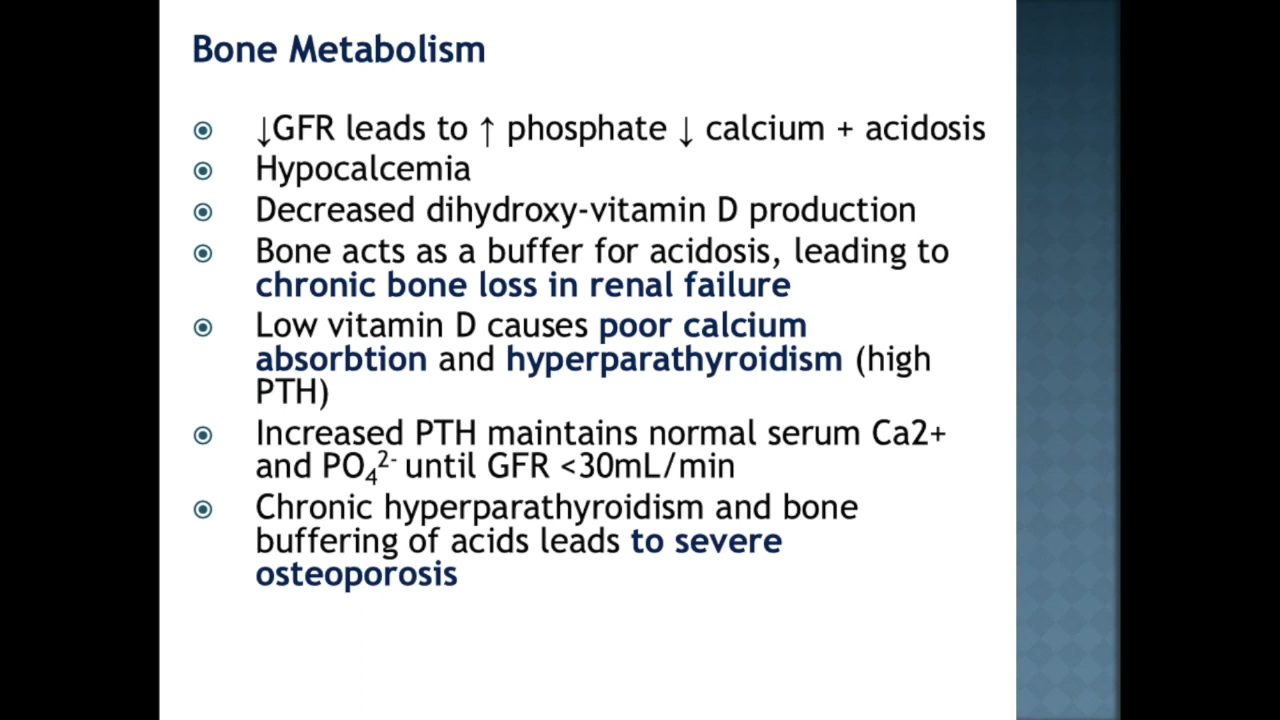 Bone Metabolism
↓GFR leads to ↑ phosphate ↓ calcium + acidosis
Hypocalcemia
Decreased dihydroxy-vitamin D production
Bone acts as a buffer for acidosis, leading to
chronic bone loss in renal failure
Low vitamin D causes poor calcium
absorbtion and hyperparathyroidism (high
PTH)
Increased PTH maintains normal serum Ca2+
and PO₄²⁻ until GFR <30mL/min
Chronic hyperparathyroidism and bone
buffering of acids leads to severe
osteoporosis